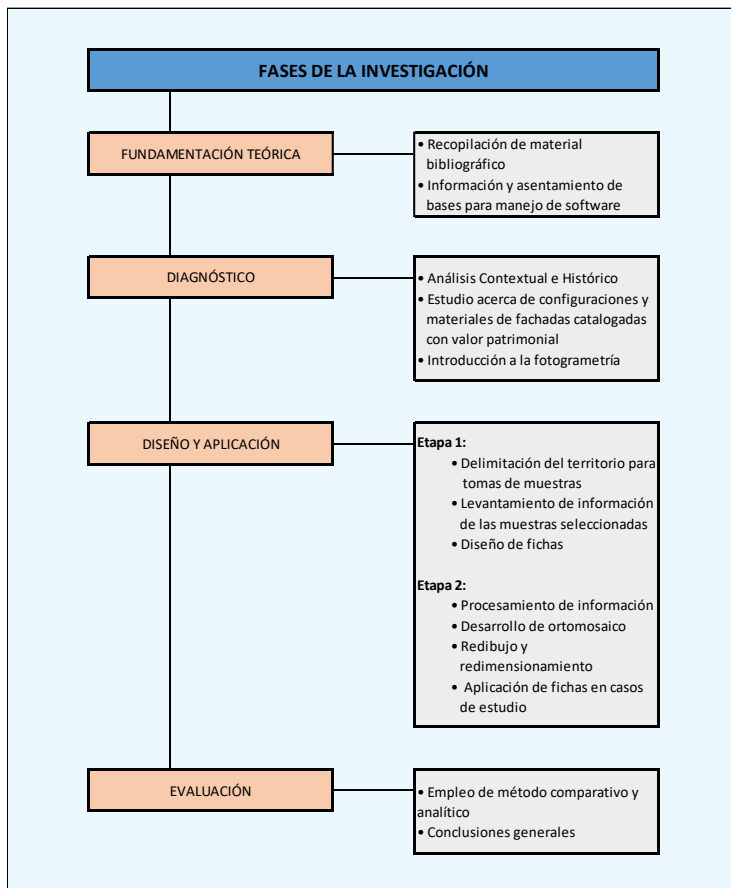 FASES DE LA INVESTIGACIÓN
FUNDAMENTACIÓN TEÓRICA
• Recopilación de material
bibliográfico
• Información y asentamiento de
bases para manejo de software
DIAGNÓSTICO
• Análisis Contextual e Histórico
• Estudio acerca de configuraciones y
materiales de fachadas catalogadas
con valor patrimonial
• Introducción a la fotogrametría
DISEÑO Y APLICACIÓN
Etapa 1:
• Delimitación del territorio para
tomas de muestras
• Levantamiento de información
de las muestras seleccionadas
• Diseño de fichas
Etapa 2:
• Procesamiento de información
• Desarrollo de ortomosaico
• Redibujo y
redimensionamiento
• Aplicación de fichas en casos
de estudio
EVALUACIÓN
• Empleo de método comparativo y
analítico
• Conclusiones generales